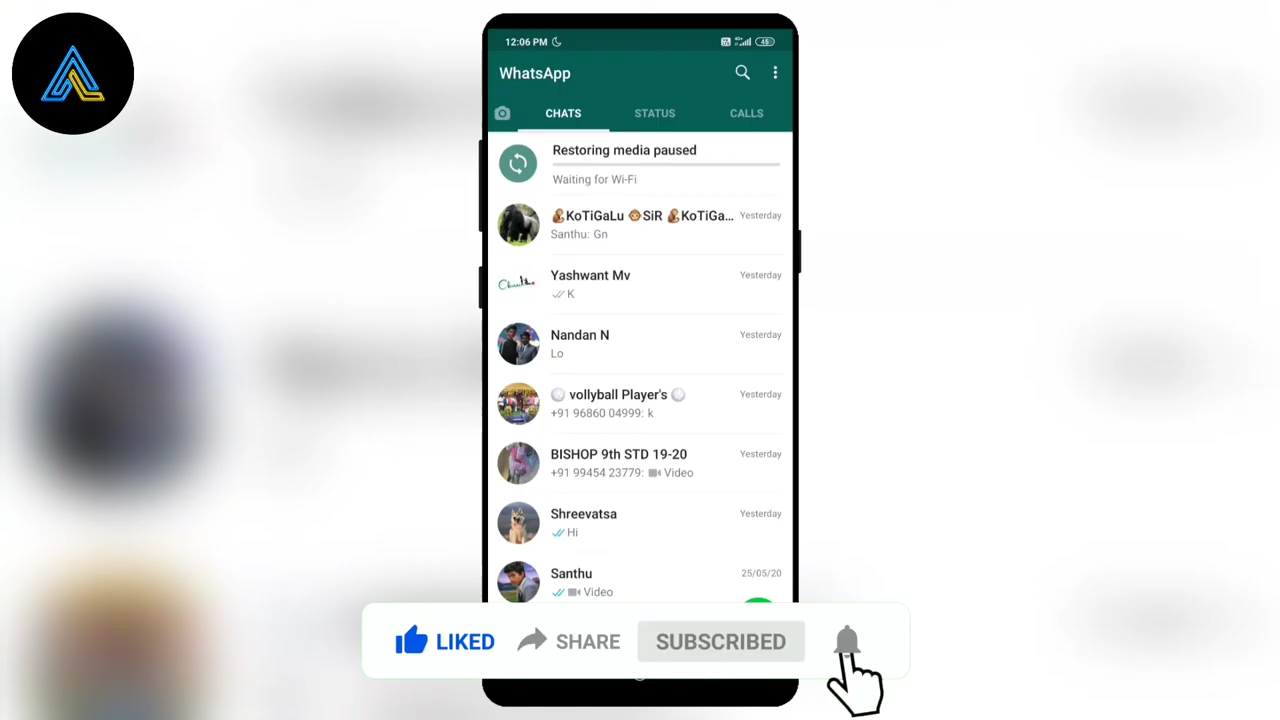 12:06 PM
45
WhatsApp
CHATS STATUS CALLS
Restoring media paused
Waiting for Wi-Fi
🙊KoTiGaLu 🐵SiR 🙊KoTiGa... Yesterday
Santhu: Gn
Yashwant Mv Yesterday
K
Nandan N Yesterday
Lo
🏐 vollyball Player's 🏐 Yesterday
+91 96860 04999: k
BISHOP 9th STD 19-20 Yesterday
+91 99454 23779: Video
Shreevatsa Yesterday
Hi
Santhu 25/05/20
Video
LIKED SHARE SUBSCRIBED